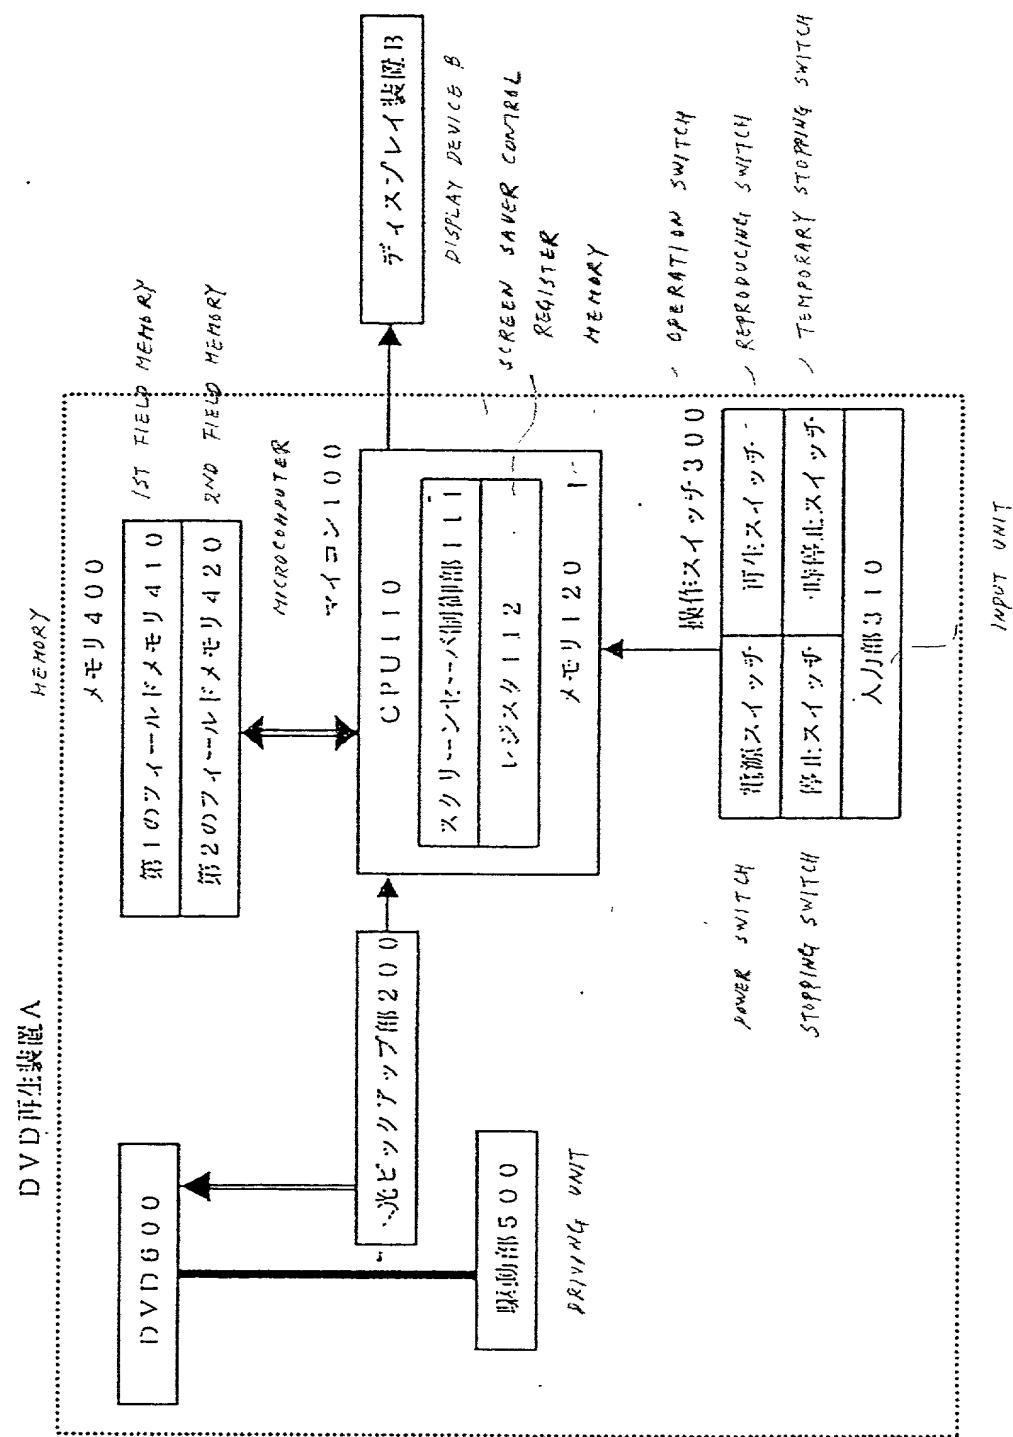 DVD再生装置A
MEMORY
メモリ400
第1のフィールドメモリ410
1ST FIELD MEMORY
第2のフィールドメモリ420
2ND FIELD MEMORY
DVD600
MICROCOMPUTER
マイコン100
光ピックアップ部200
CPU110
ディスプレイ装置B
DISPLAY DEVICE B
スクリーンセーバ制御部111
SCREEN SAVER CONTROL
レジスタ112
REGISTER
メモリ120
MEMORY
駆動部500
DRIVING UNIT
操作スイッチ300
OPERATION SWITCH
POWER SWITCH
電源スイッチ
再生スイッチ
REPRODUCING SWITCH
STOPPING SWITCH
停止スイッチ
一時停止スイッチ
TEMPORARY STOPPING SWITCH
入力部310
INPUT UNIT